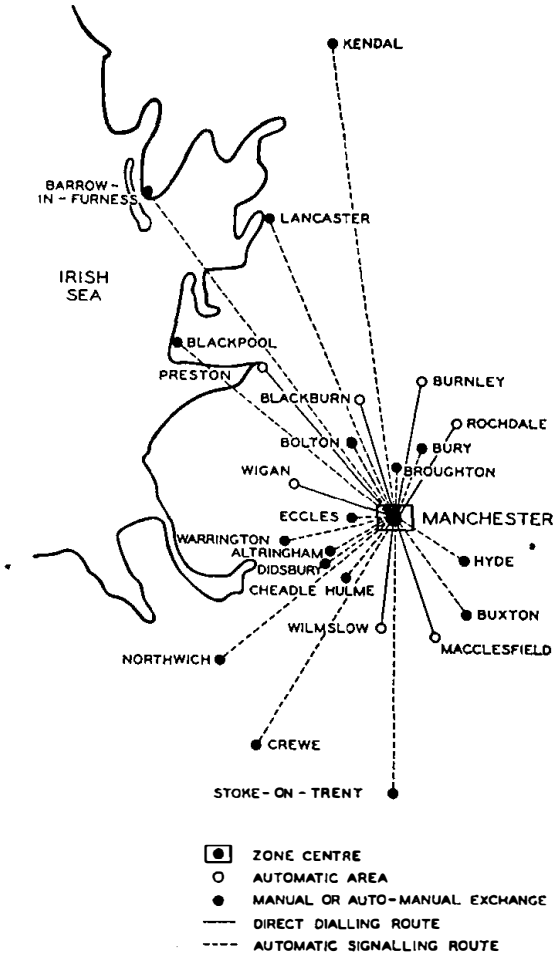 KENDAL
BARROW-
IN-FURNESS
LANCASTER
IRISH
SEA
BLACKPOOL
PRESTON
BURNLEY
BLACKBURN
ROCHDALE
BOLTON
BURY
BROUGHTON
WIGAN
ECCLES
MANCHESTER
WARRINGTON
ALTRINGHAM
DIDSBURY
HYDE
CHEADLE HULME
BUXTON
WILMSLOW
MACCLESFIELD
NORTHWICH
CREWE
STOKE-ON-TRENT
ZONE CENTRE
AUTOMATIC AREA
MANUAL OR AUTO-MANUAL EXCHANGE
DIRECT DIALLING ROUTE
AUTOMATIC SIGNALLING ROUTE